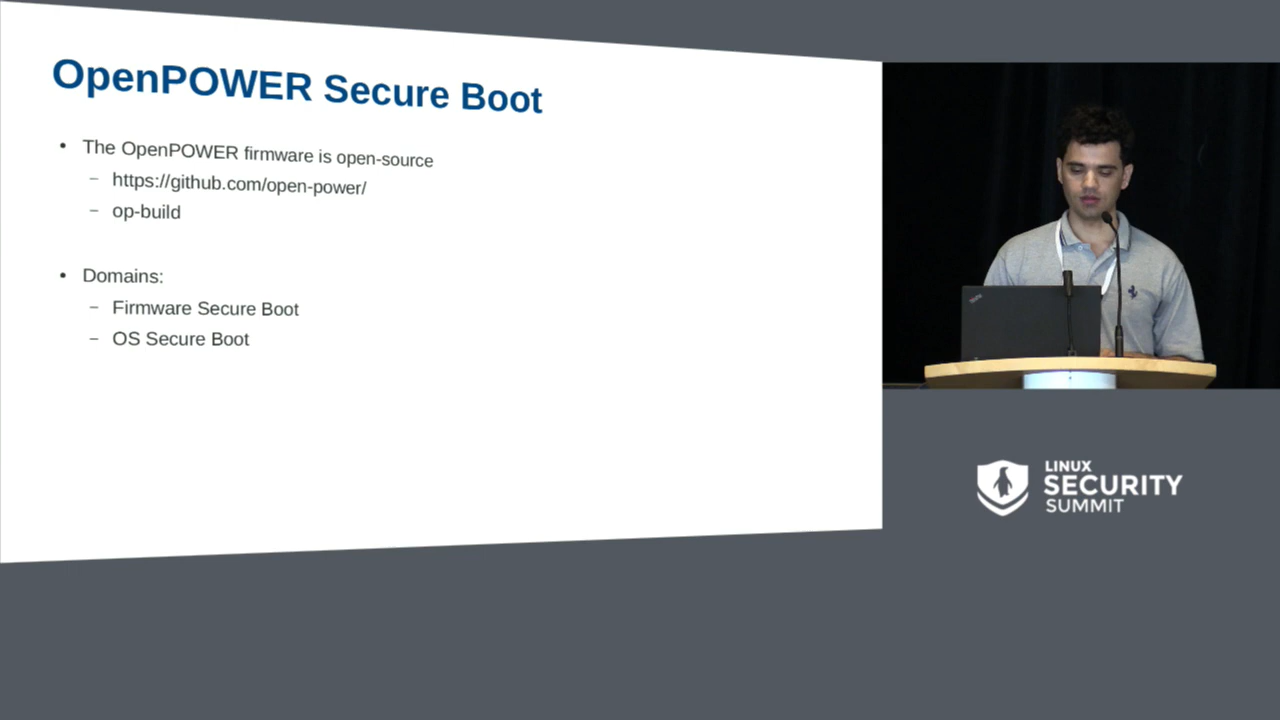 OpenPOWER Secure Boot
• The OpenPOWER firmware is open-source
– https://github.com/open-power/
– op-build
• Domains:
– Firmware Secure Boot
– OS Secure Boot
LINUX
SECURITY
SUMMIT